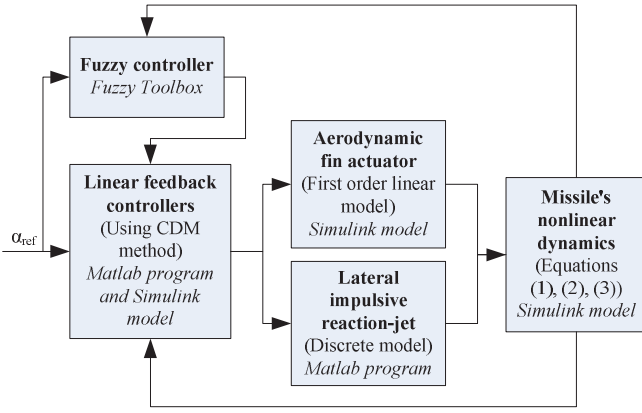 Fuzzy controller
Fuzzy Toolbox
α_ref
Linear feedback
controllers
(Using CDM
method)
Matlab program
and Simulink
model
Aerodynamic
fin actuator
(First order linear
model)
Simulink model
Lateral
impulsive
reaction-jet
(Discrete model)
Matlab program
Missile's
nonlinear
dynamics
(Equations
(1), (2), (3))
Simulink model